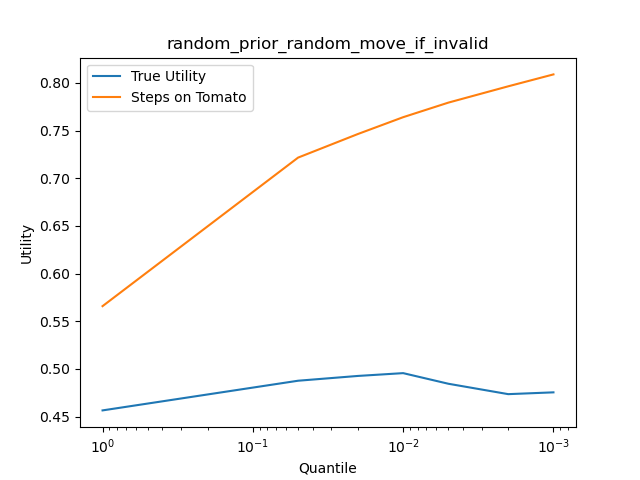 random_prior_random_move_if_invalid
True Utility
Steps on Tomato
Utility
0.80
0.75
0.70
0.65
0.60
0.55
0.50
0.45
10⁰
10⁻¹
10⁻²
10⁻³
Quantile